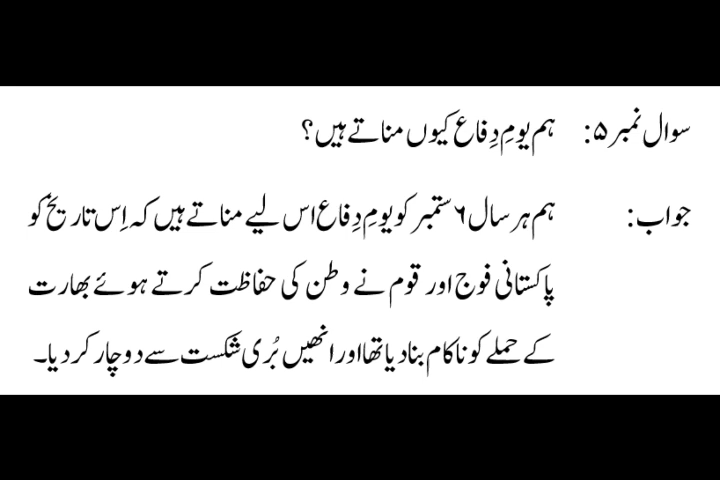 سوال نمبر ۵: ہم یومِ دِفاع کیوں مناتے ہیں؟
جواب: ہم ہر سال ۶ ستمبر کو یومِ دِفاع اس لیے مناتے ہیں کہ اِس تاریخ کو
پاکستانی فوج اور قوم نے وطن کی حفاظت کرتے ہوئے بھارت
کے حملے کو ناکام بنا دیا تھا اور انھیں بُری شکست سے دوچار کر دیا۔